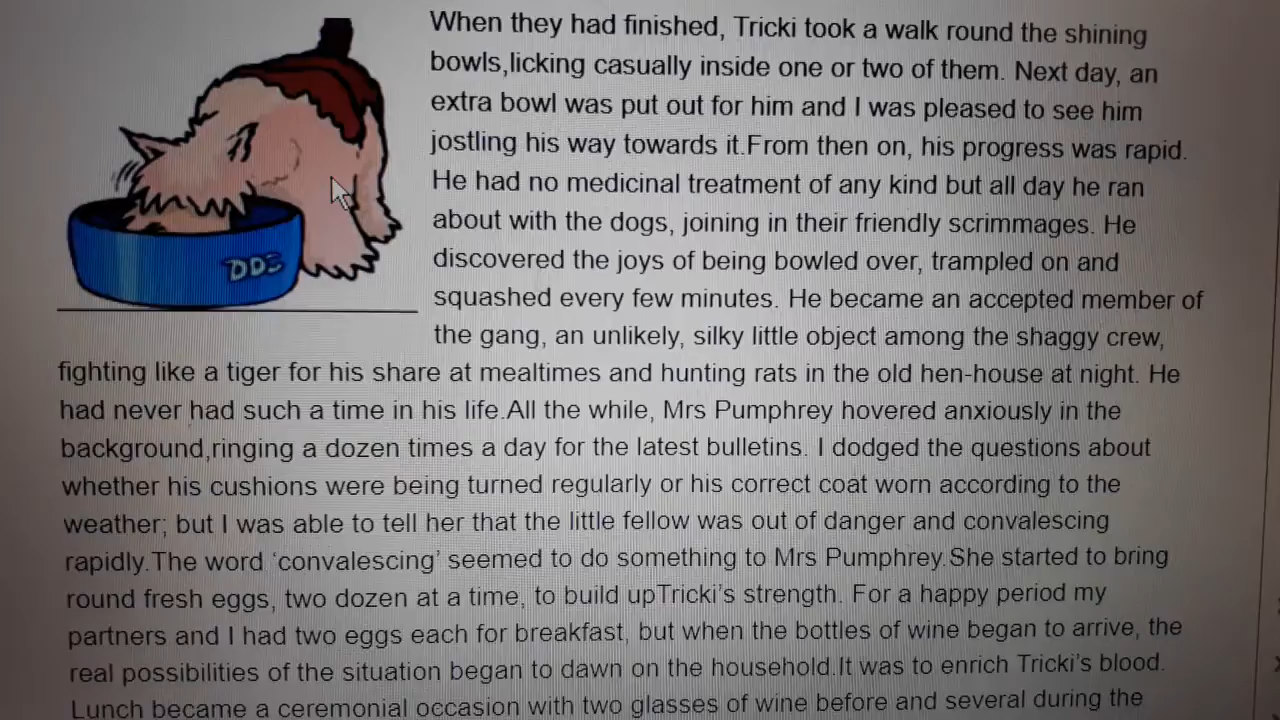 When they had finished, Tricki took a walk round the shining
bowls,licking casually inside one or two of them. Next day, an
extra bowl was put out for him and I was pleased to see him
jostling his way towards it.From then on, his progress was rapid.
He had no medicinal treatment of any kind but all day he ran
about with the dogs, joining in their friendly scrimmages. He
discovered the joys of being bowled over, trampled on and
squashed every few minutes. He became an accepted member of
the gang, an unlikely, silky little object among the shaggy crew,
fighting like a tiger for his share at mealtimes and hunting rats in the old hen-house at night. He
had never had such a time in his life.All the while, Mrs Pumphrey hovered anxiously in the
background,ringing a dozen times a day for the latest bulletins. I dodged the questions about
whether his cushions were being turned regularly or his correct coat worn according to the
weather; but I was able to tell her that the little fellow was out of danger and convalescing
rapidly.The word ‘convalescing’ seemed to do something to Mrs Pumphrey.She started to bring
round fresh eggs, two dozen at a time, to build upTricki’s strength. For a happy period my
partners and I had two eggs each for breakfast, but when the bottles of wine began to arrive, the
real possibilities of the situation began to dawn on the household.It was to enrich Tricki’s blood.
Lunch became a ceremonial occasion with two glasses of wine before and several during the